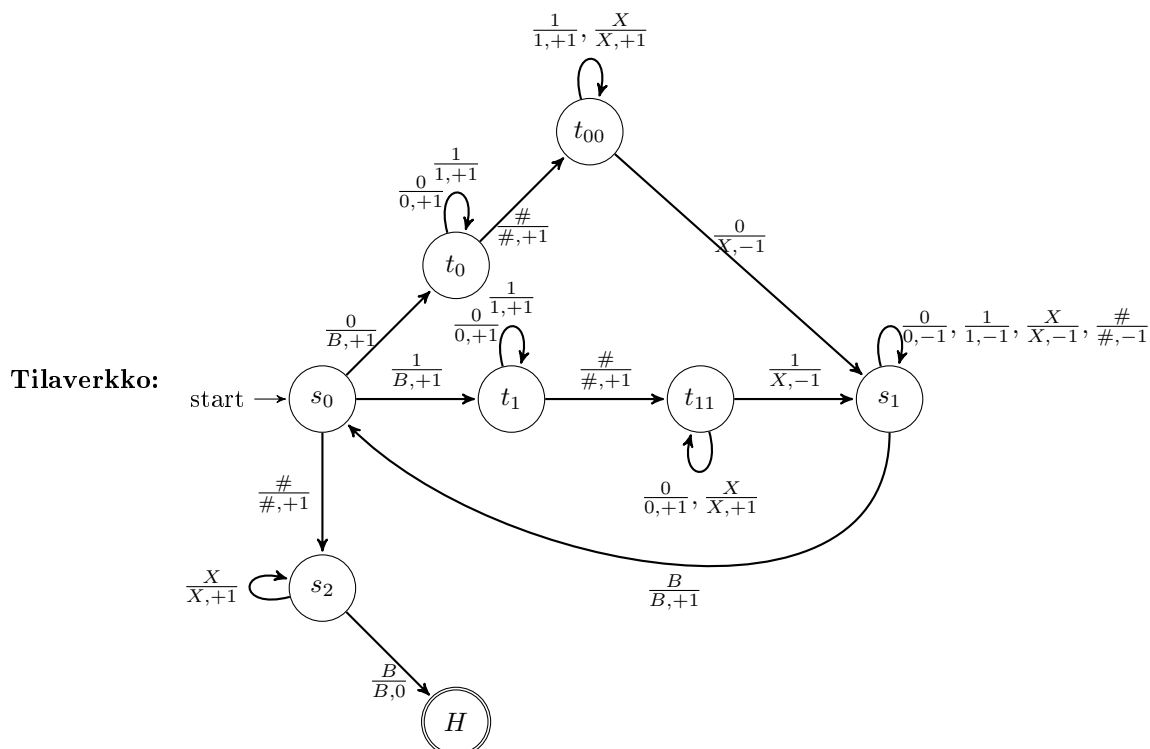 1/1,+1, X/X,+1
t00
1/1,+1
0/0,+1
#/#,+1
t0
0/X,−1
1/1,+1
0/0,+1
0/B,+1
0/0,−1, 1/1,−1, X/X,−1, #/#,−1
1/B,+1
#/#,+1
1/X,−1
Tilaverkko:
start
s0
t1
t11
s1
#/#,+1
0/0,+1, X/X,+1
X/X,+1
s2
B/B,+1
B/B,0
H